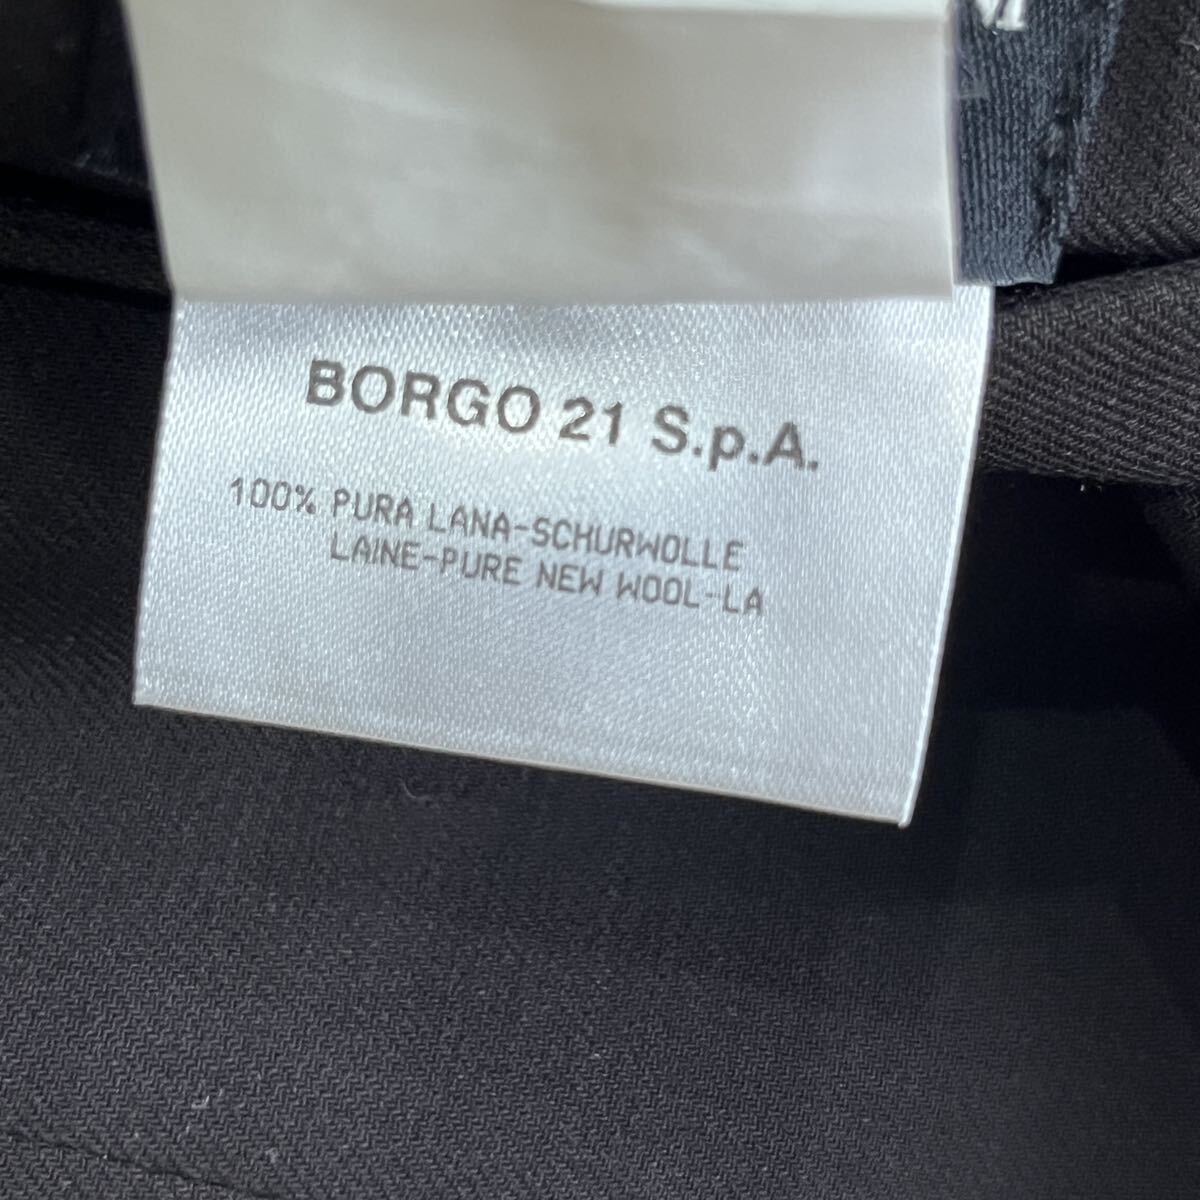 BORGO 21 S.p.A.
100% PURA LANA-SCHURWOLLE
LAINE-PURE NEW WOOL-LA